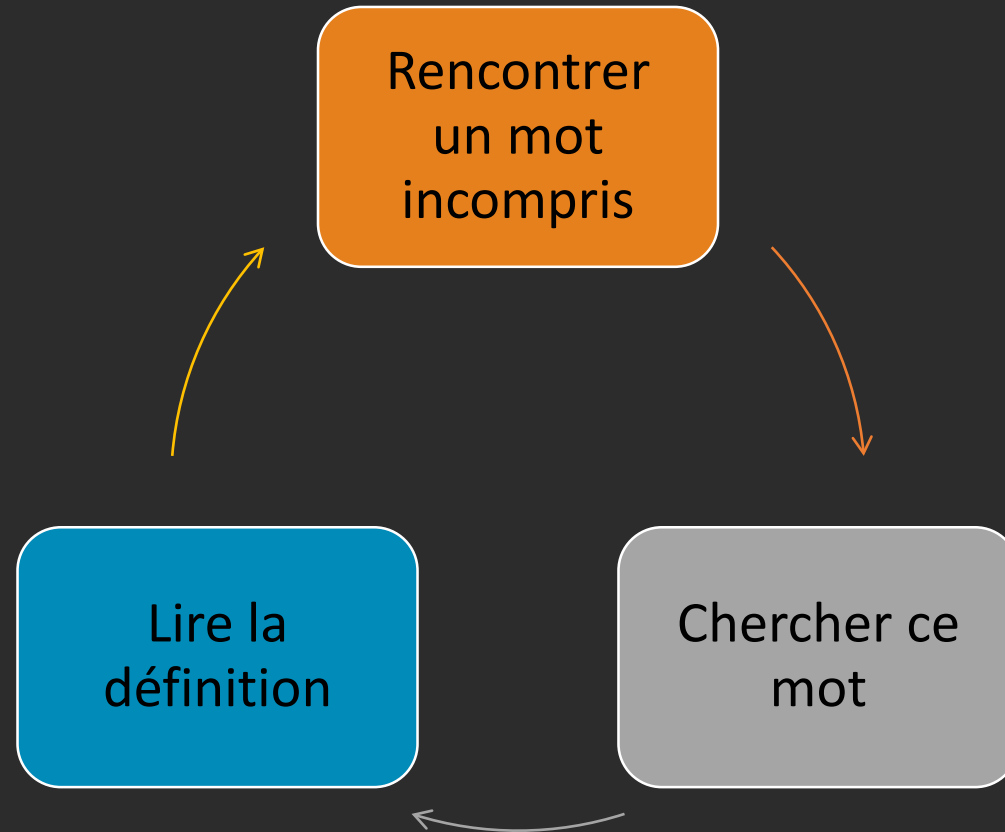 Rencontrer
un mot
incompris
Chercher ce
mot
Lire la
définition